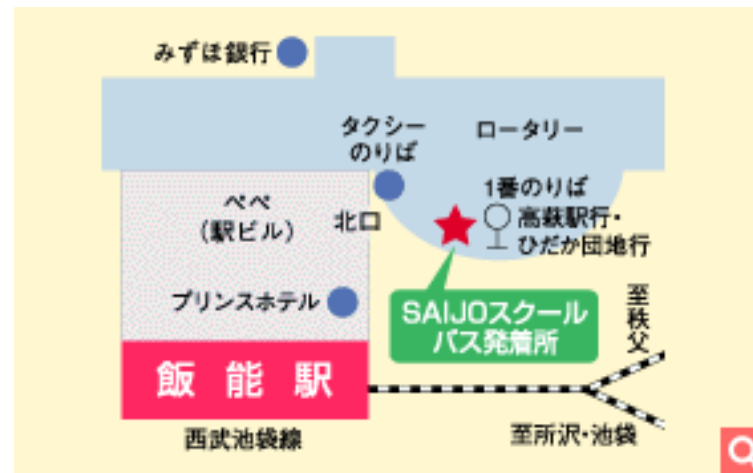 みずほ銀行
タクシー
のりば
ロータリー
ペペ
(駅ビル)
北口
1番のりば
高萩駅行・
ひだか団地行
プリンスホテル
SAIJOスクール
バス発着所
至秩父
飯能駅
西武池袋線
至所沢・池袋